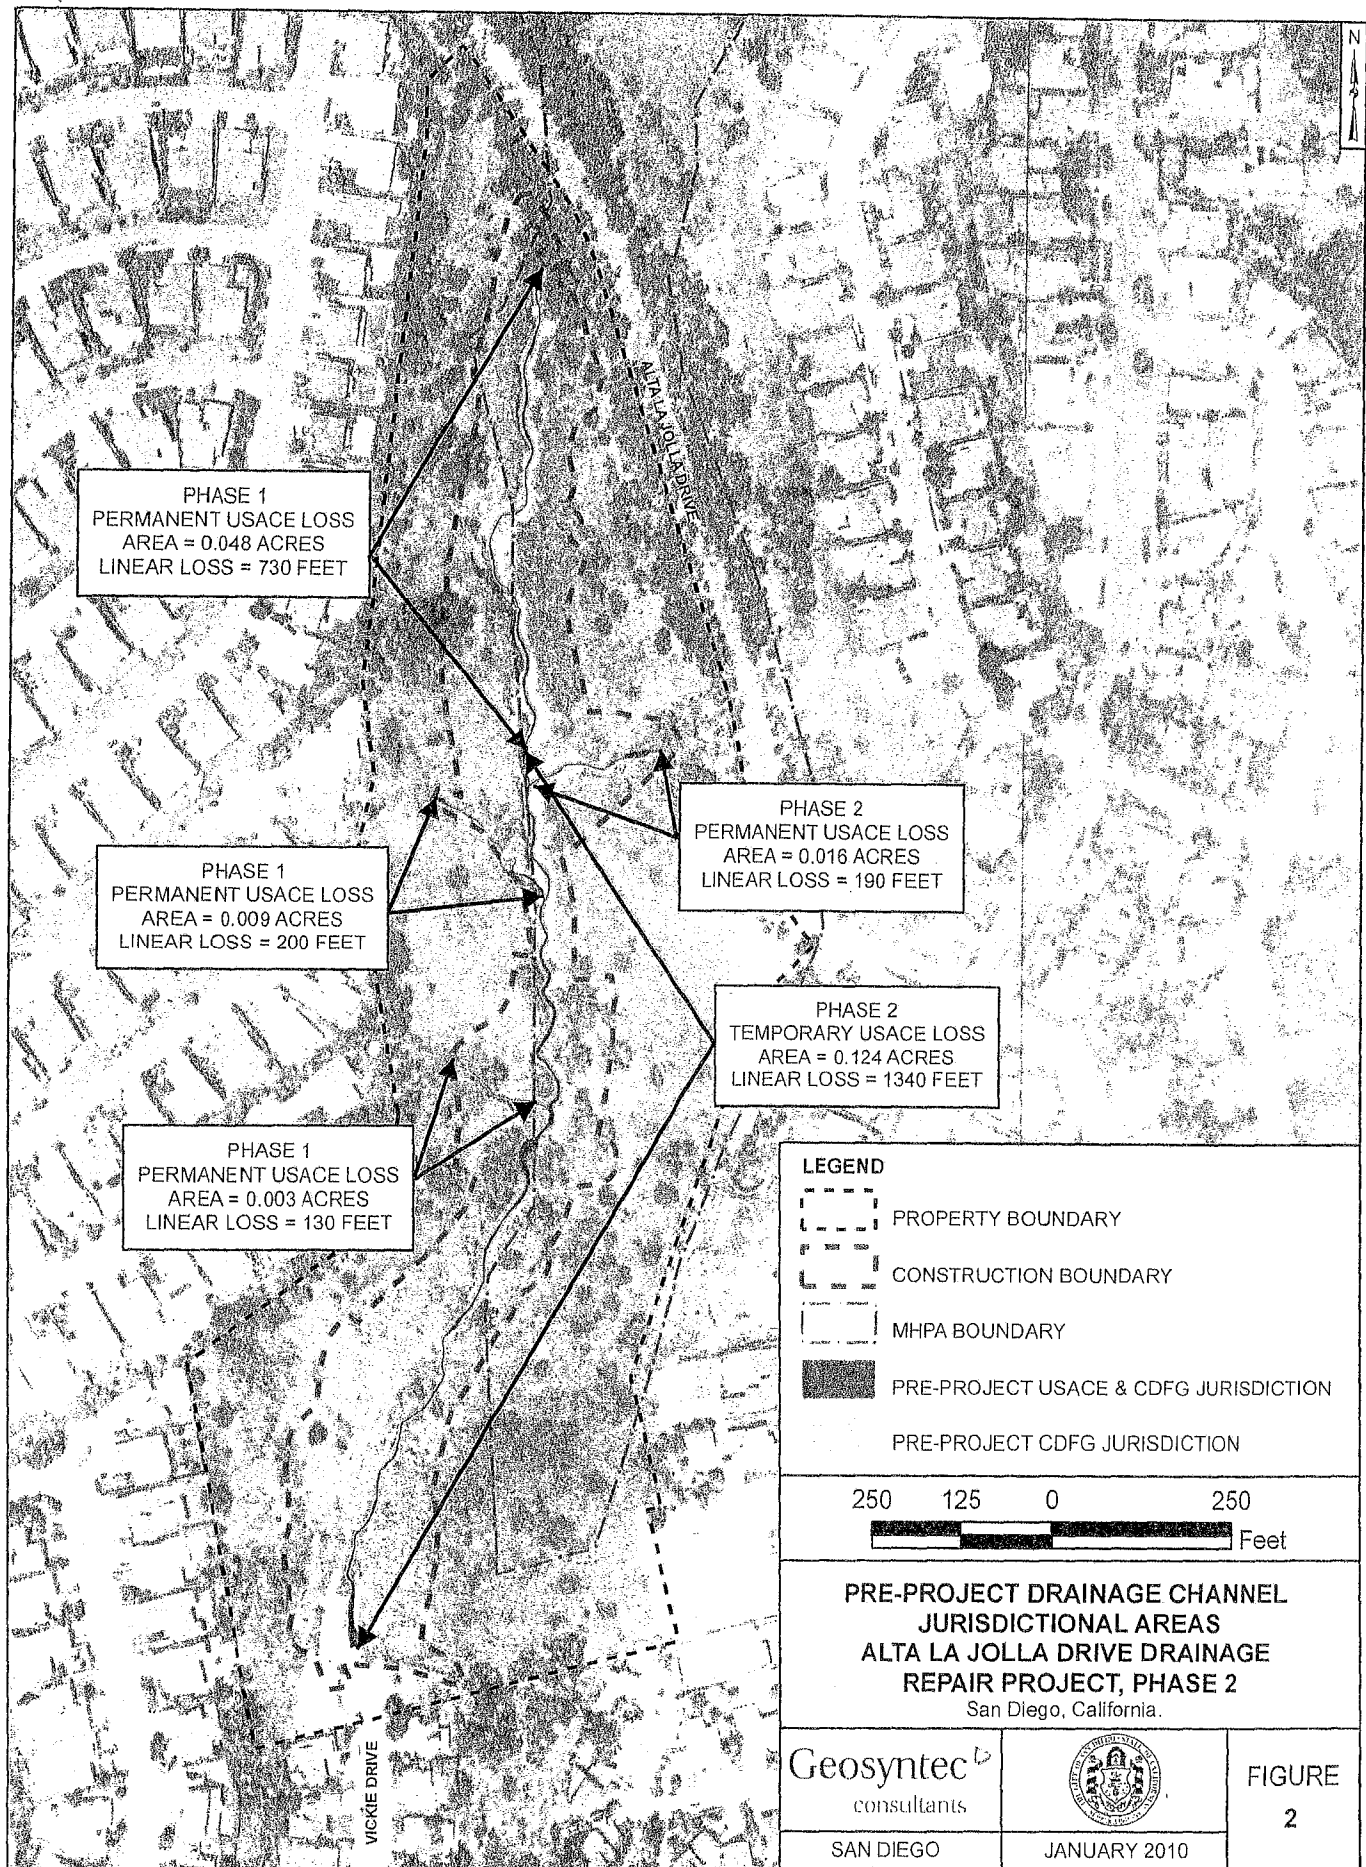 N
ALTA LA JOLLA DRIVE
PHASE 1
PERMANENT USACE LOSS
AREA = 0.048 ACRES
LINEAR LOSS = 730 FEET
PHASE 2
PERMANENT USACE LOSS
AREA = 0.016 ACRES
LINEAR LOSS = 190 FEET
PHASE 1
PERMANENT USACE LOSS
AREA = 0.009 ACRES
LINEAR LOSS = 200 FEET
PHASE 2
TEMPORARY USACE LOSS
AREA = 0.124 ACRES
LINEAR LOSS = 1340 FEET
PHASE 1
PERMANENT USACE LOSS
AREA = 0.003 ACRES
LINEAR LOSS = 130 FEET
VICKIE DRIVE
LEGEND
PROPERTY BOUNDARY
CONSTRUCTION BOUNDARY
MHPA BOUNDARY
PRE-PROJECT USACE & CDFG JURISDICTION
PRE-PROJECT CDFG JURISDICTION
250 125 0 250
Feet
PRE-PROJECT DRAINAGE CHANNEL
JURISDICTIONAL AREAS
ALTA LA JOLLA DRIVE DRAINAGE
REPAIR PROJECT, PHASE 2
San Diego, California.
Geosyntec
consultants
FIGURE
2
SAN DIEGO
JANUARY 2010